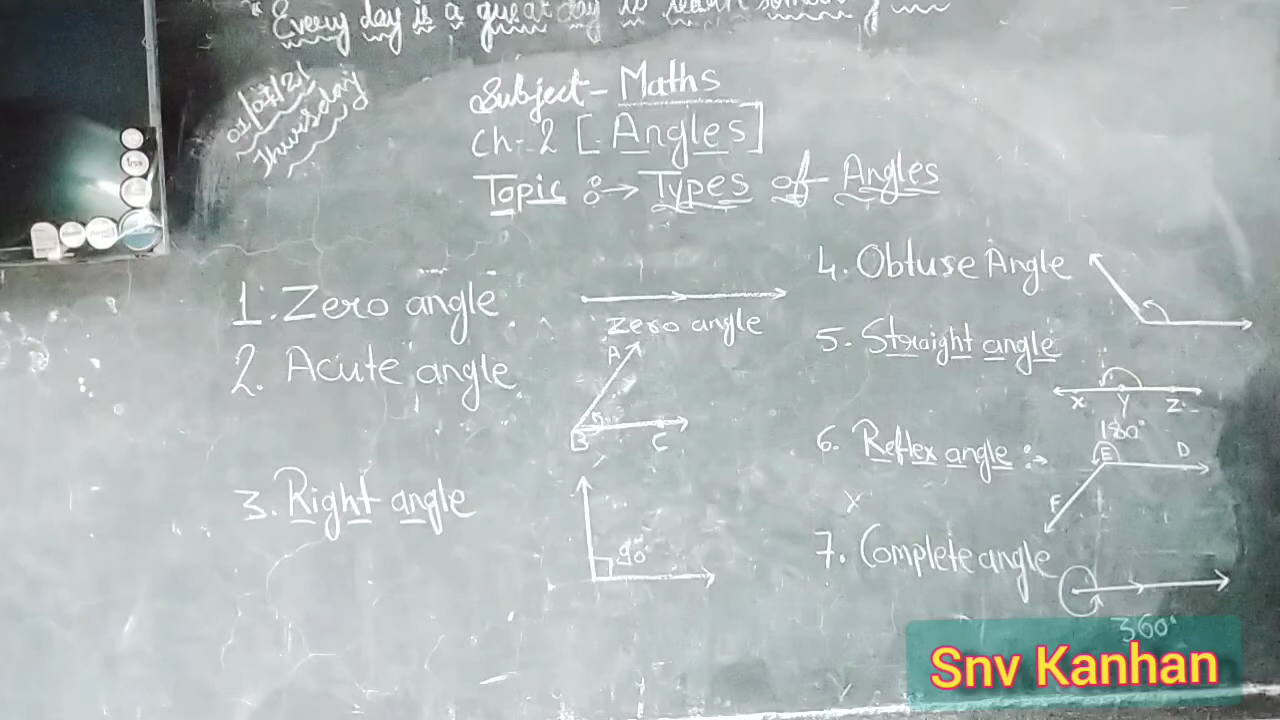 "Every day is a great day to learn
01/07/21
Thursday
Subject - Maths
Ch-2 [Angles]
Topic :→ Types of Angles
1. Zero angle
Zero angle
2. Acute angle
A
B C
3. Right angle
90°
4. Obtuse Angle
5. Straight angle
X Y Z
180°
6. Reflex angle :→
E D
F
7. Complete angle
360°
Snv Kanhan